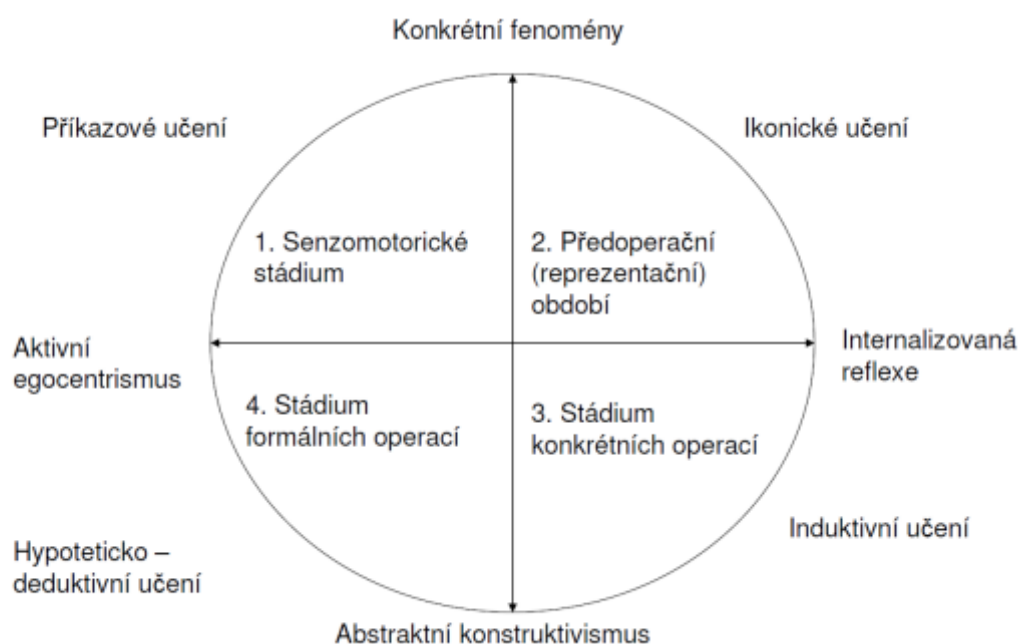 Konkrétní fenomény
Příkazové učení
Ikonické učení
1. Senzomotorické
stádium
2. Předoperační
(reprezentační)
období
Aktivní
egocentrismus
Internalizovaná
reflexe
4. Stádium
formálních operací
3. Stádium
konkrétních operací
Induktivní učení
Hypoteticko –
deduktivní učení
Abstraktní konstruktivismus